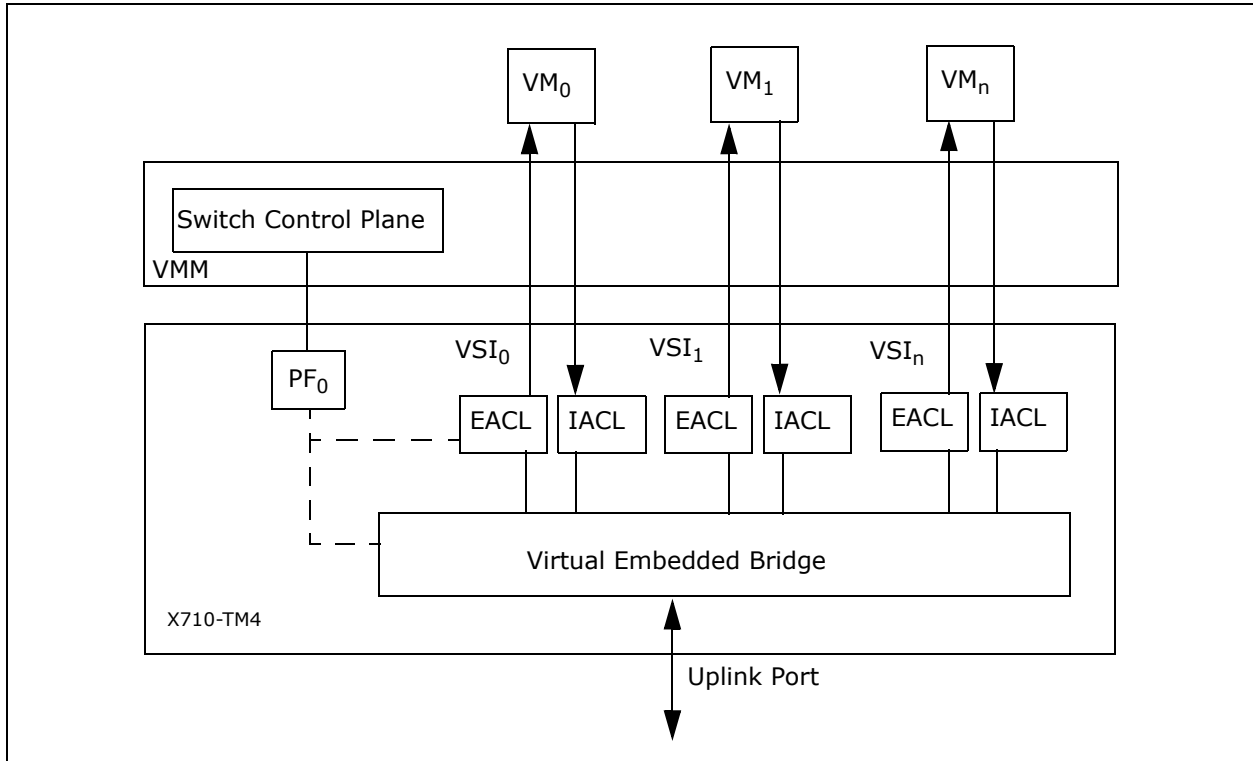 VM0
VM1
VMn
Switch Control Plane
VMM
VSI0
VSI1
VSIn
PF0
EACL
IACL
EACL
IACL
EACL
IACL
Virtual Embedded Bridge
X710-TM4
Uplink Port